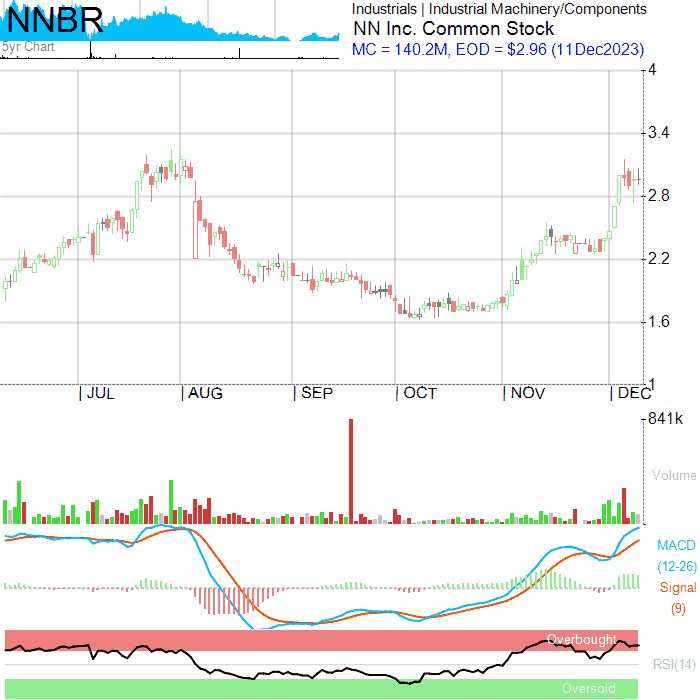 NNBR
5yr Chart
Industrials | Industrial Machinery/Components
NN Inc. Common Stock
MC = 140.2M, EOD = $2.96 (11Dec2023)
4
3.4
2.8
2.2
1.6
1
| JUL | AUG | SEP | OCT | NOV | DEC
841k
Volume
MACD
(12-26)
Signal
(9)
Overbought
RSI(14)
Oversold